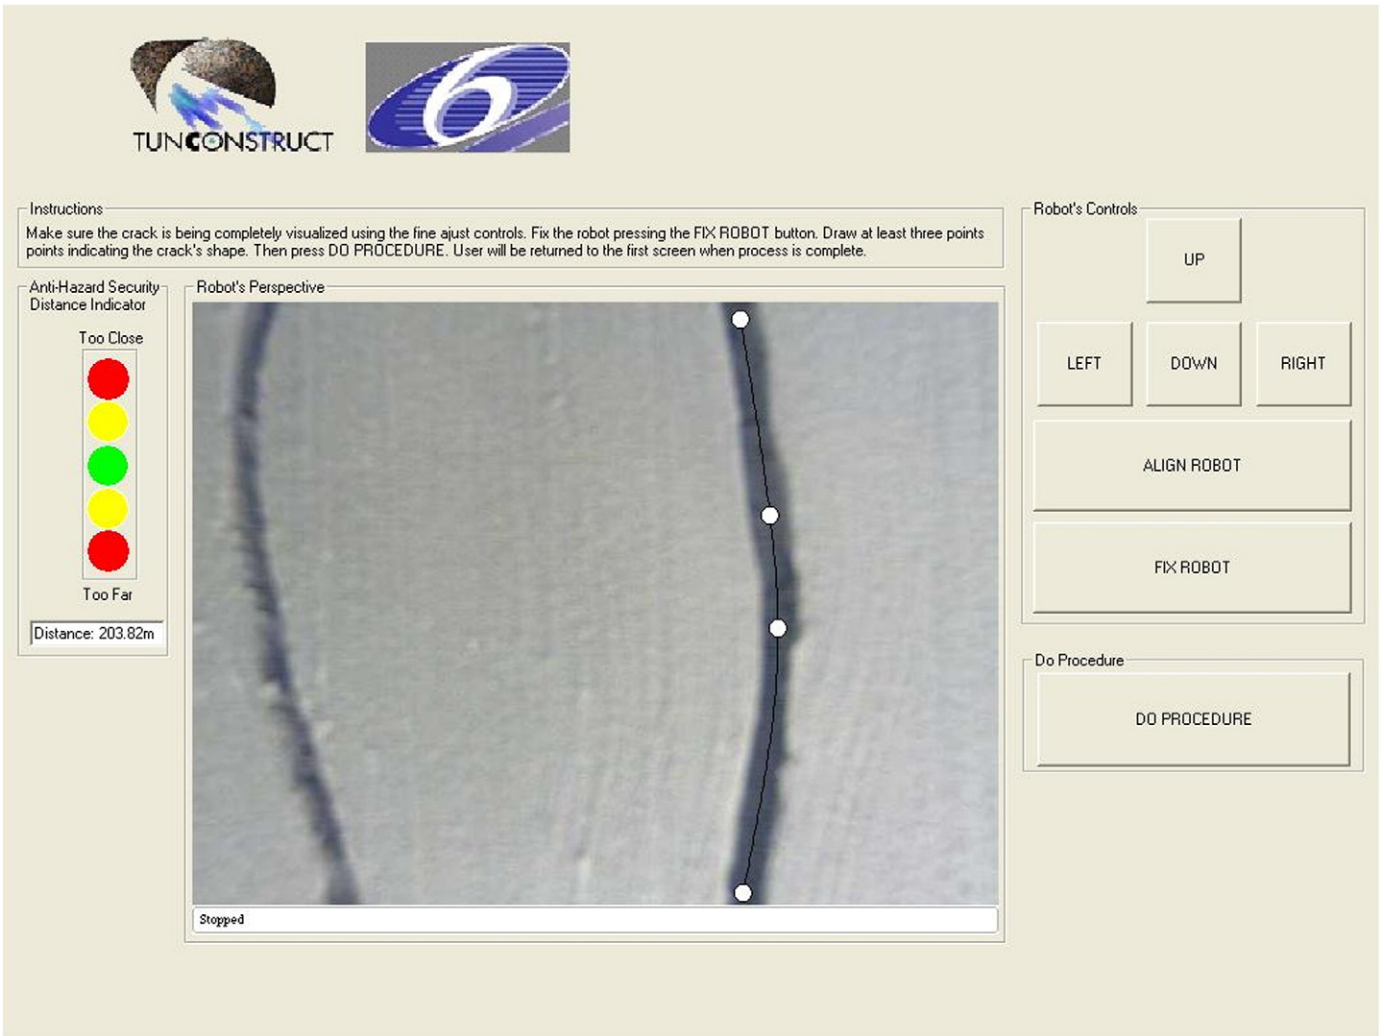 TUNCONSTRUCT
6
Instructions
Make sure the crack is being completely visualized using the fine ajust controls. Fix the robot pressing the FIX ROBOT button. Draw at least three points
points indicating the crack's shape. Then press DO PROCEDURE. User will be returned to the first screen when process is complete.
Anti-Hazard Security
Distance Indicator
Too Close
Too Far
Distance: 203.82m
Robot's Perspective
Stopped
Robot's Controls
UP
LEFT
DOWN
RIGHT
ALIGN ROBOT
FIX ROBOT
Do Procedure
DO PROCEDURE